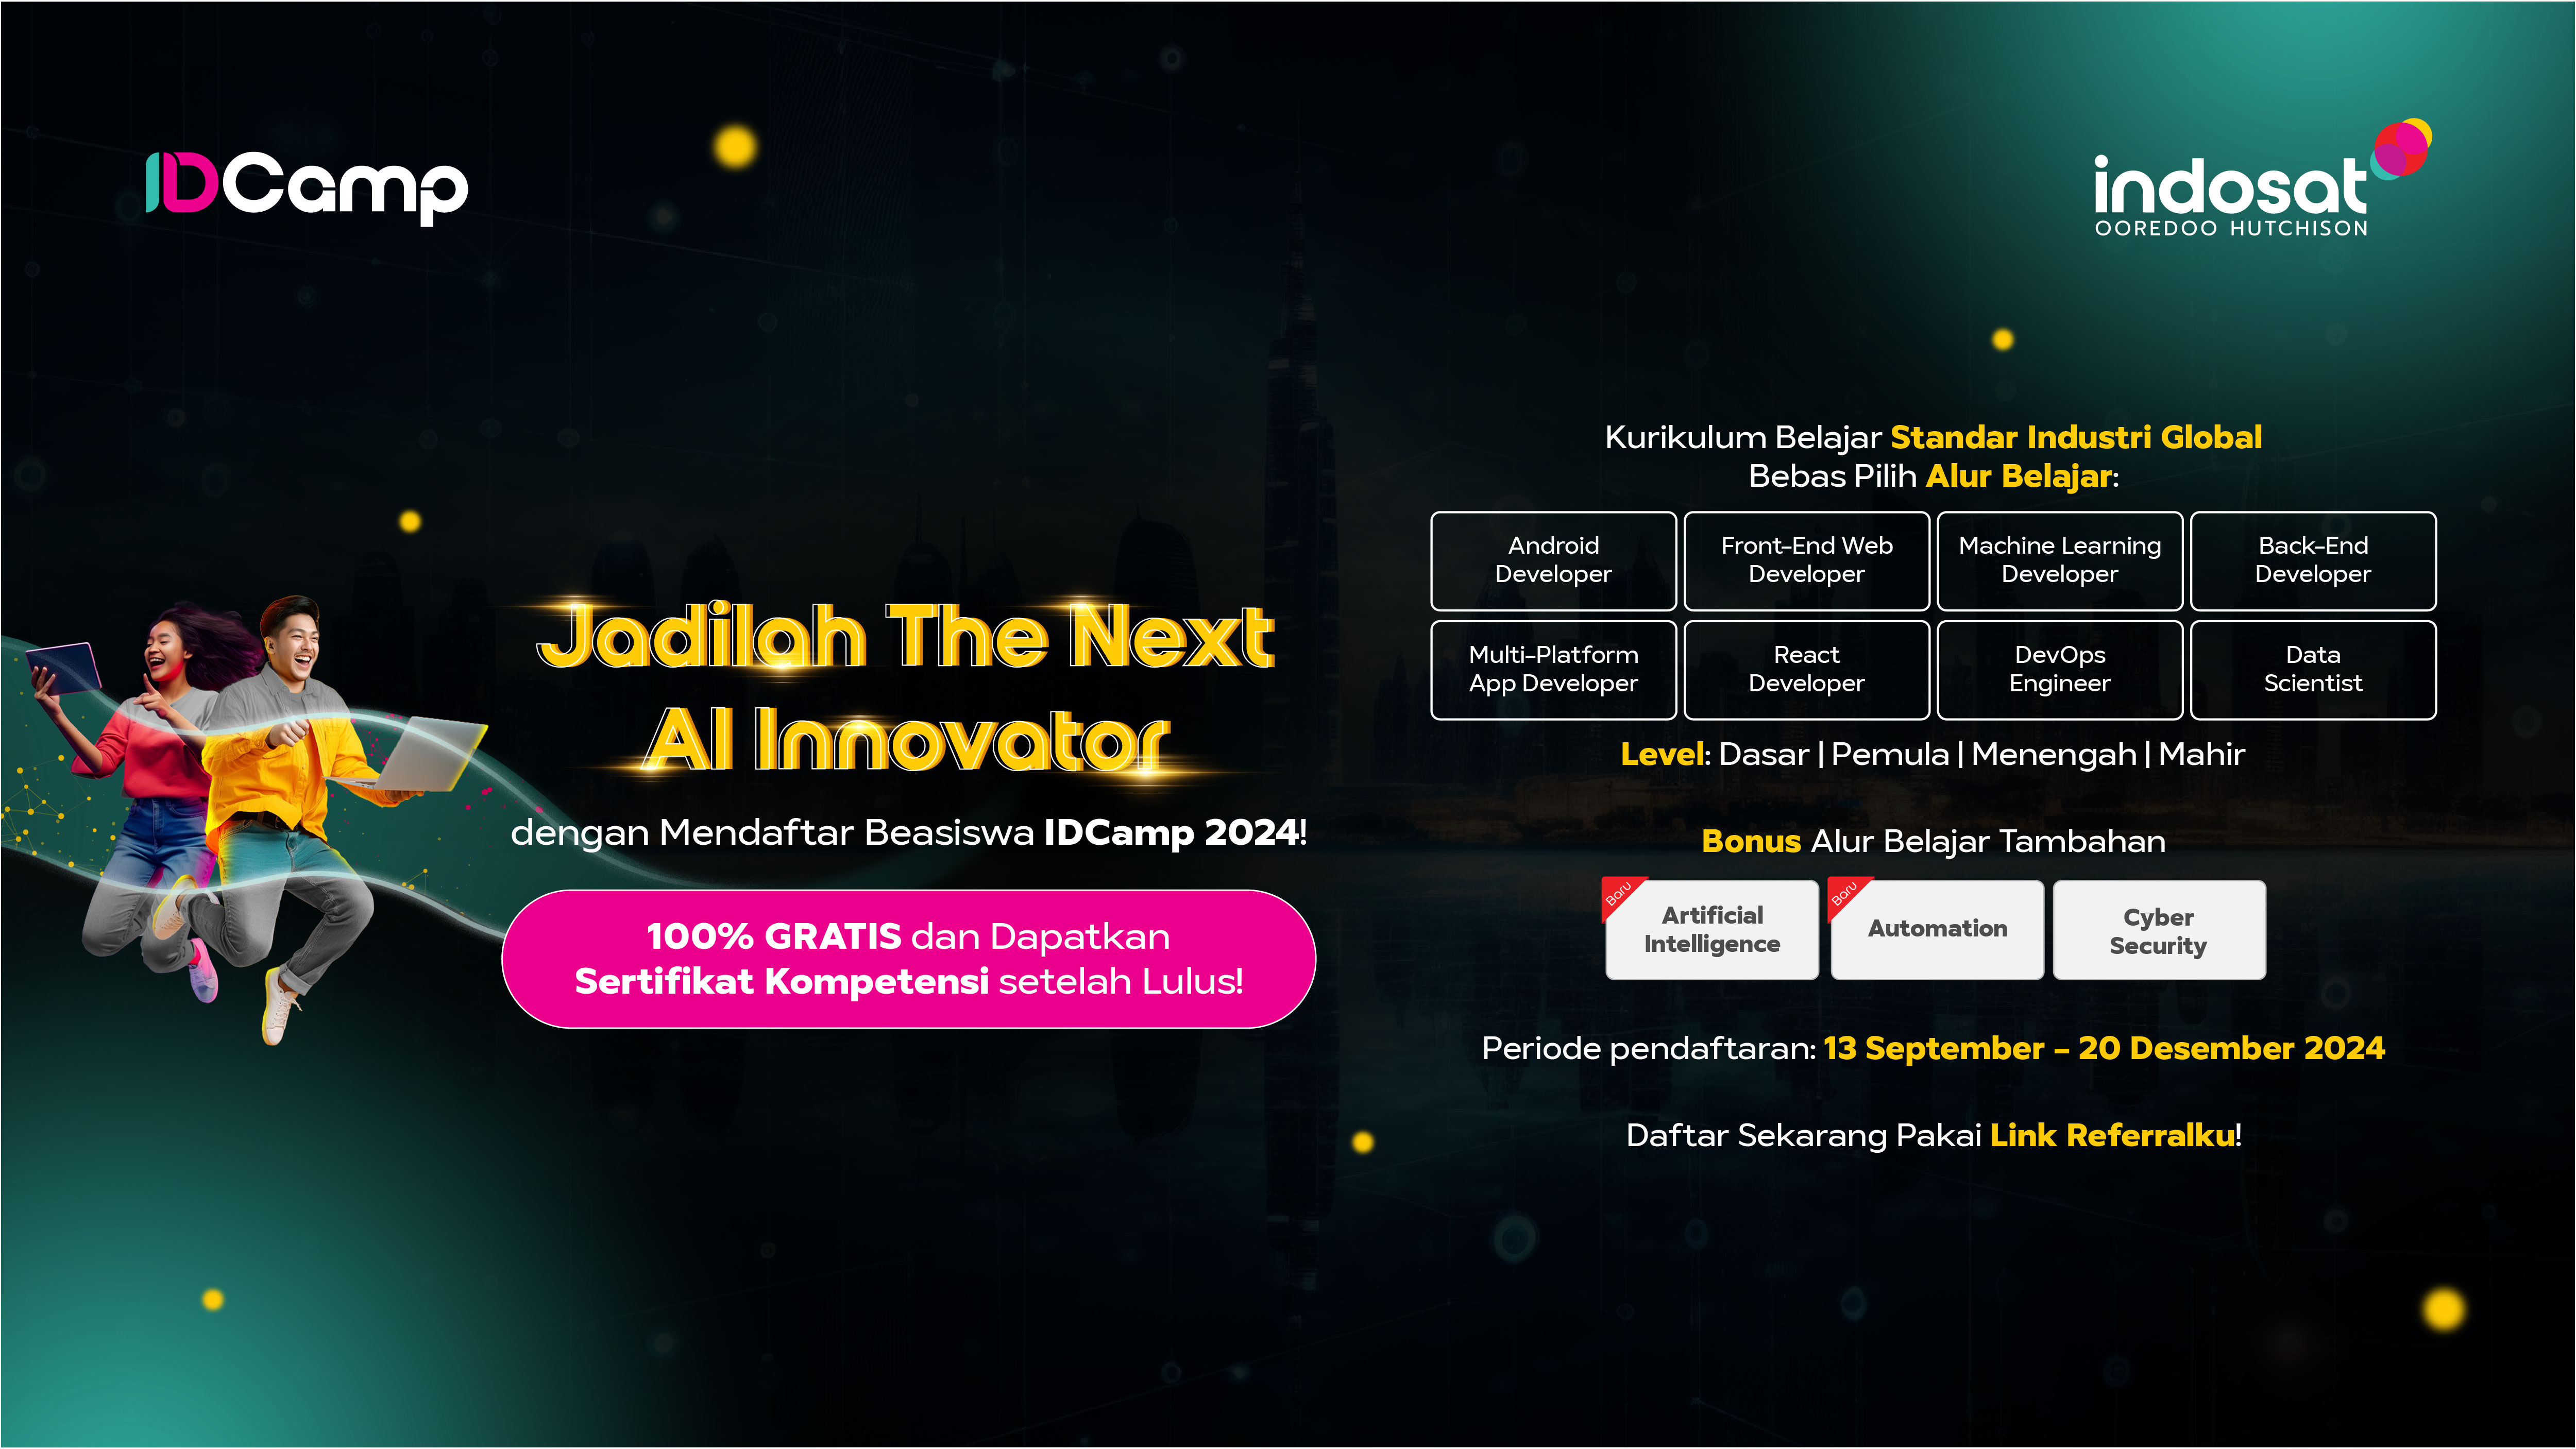 IDCamp
indosat
OOREDOO HUTCHISON
Jadilah The Next
AI Innovator
dengan Mendaftar Beasiswa IDCamp 2024!
100% GRATIS dan Dapatkan
Sertifikat Kompetensi setelah Lulus!
Kurikulum Belajar Standar Industri Global
Bebas Pilih Alur Belajar:
Android
Developer
Front-End Web
Developer
Machine Learning
Developer
Back-End
Developer
Multi-Platform
App Developer
React
Developer
DevOps
Engineer
Data
Scientist
Level: Dasar | Pemula | Menengah | Mahir
Bonus Alur Belajar Tambahan
Baru
Artificial
Intelligence
Baru
Automation
Cyber
Security
Periode pendaftaran: 13 September - 20 Desember 2024
Daftar Sekarang Pakai Link Referralku!